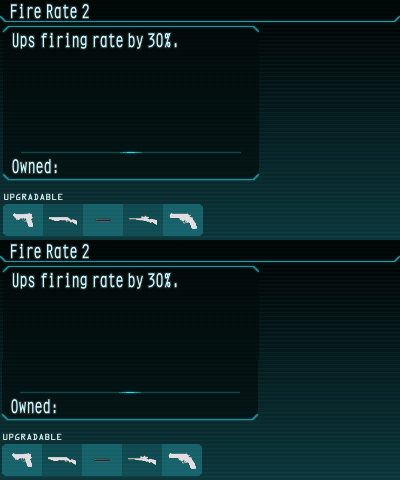 Fire Rate 2
Ups firing rate by 30%.
Owned:
UPGRADABLE
Fire Rate 2
Ups firing rate by 30%.
Owned:
UPGRADABLE